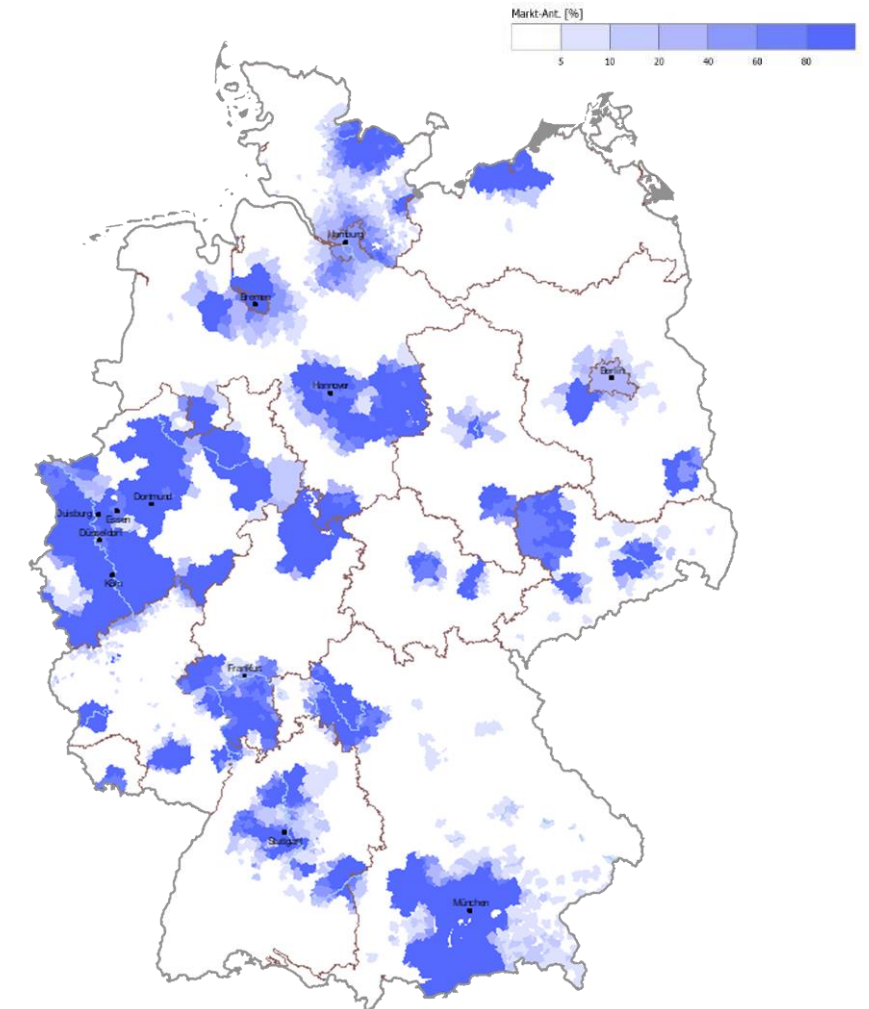 Markt-Ant. [%]
5 10 20 40 60 80
Hamburg
Bremen
Berlin
Hannover
Dortmund
Duisburg
Essen
Düsseldorf
Köln
Frankfurt
Stuttgart
München